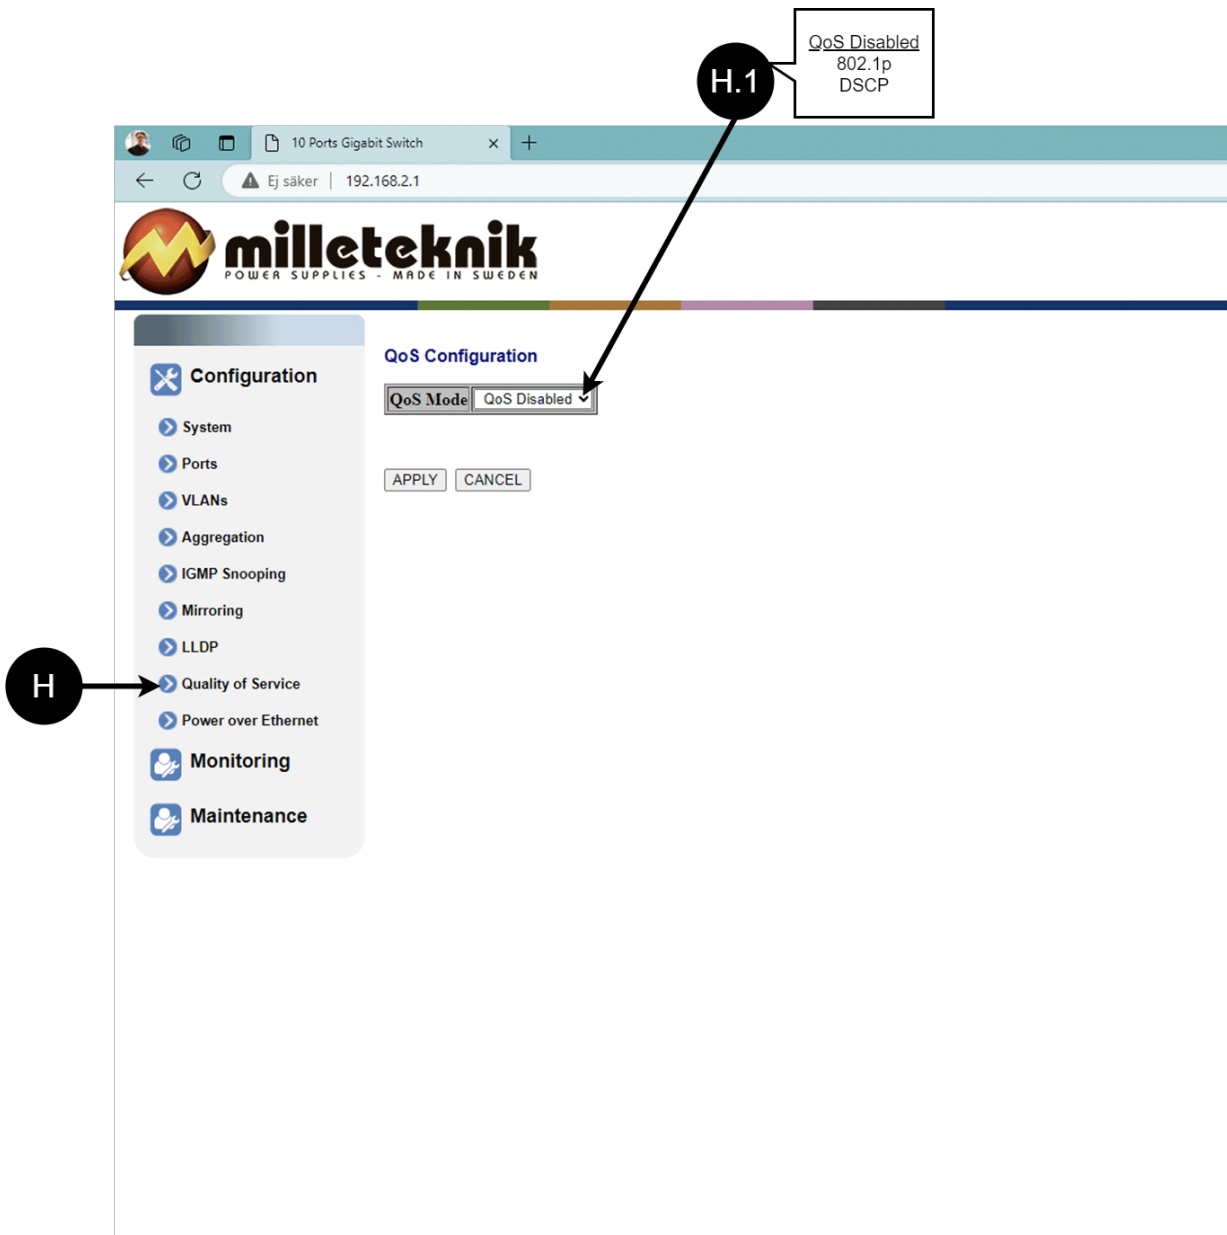 QoS Disabled
802.1p
DSCP
H.1
10 Ports Gigabit Switch
Ej säker
192.168.2.1
milleteknik
POWER SUPPLIES - MADE IN SWEDEN
Configuration
System
Ports
VLANs
Aggregation
IGMP Snooping
Mirroring
LLDP
H
Quality of Service
Power over Ethernet
Monitoring
Maintenance
QoS Configuration
QoS Mode QoS Disabled
APPLY CANCEL